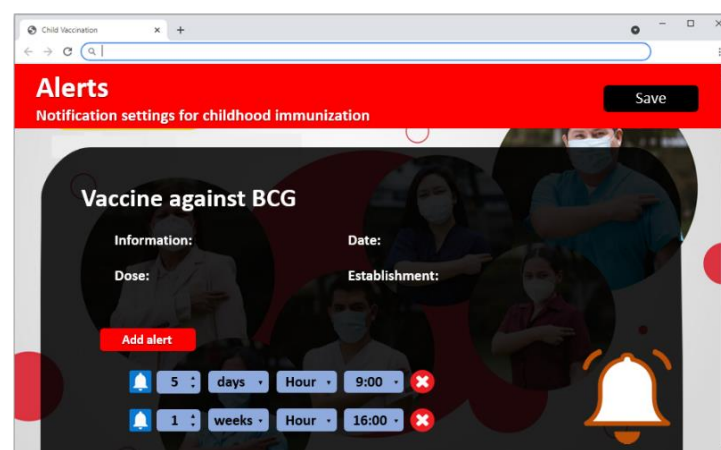 Child Vaccination
Alerts
Save
Notification settings for childhood immunization
Vaccine against BCG
Information: Date:
Dose: Establishment:
Add alert
5 days Hour 9:00
1 weeks Hour 16:00